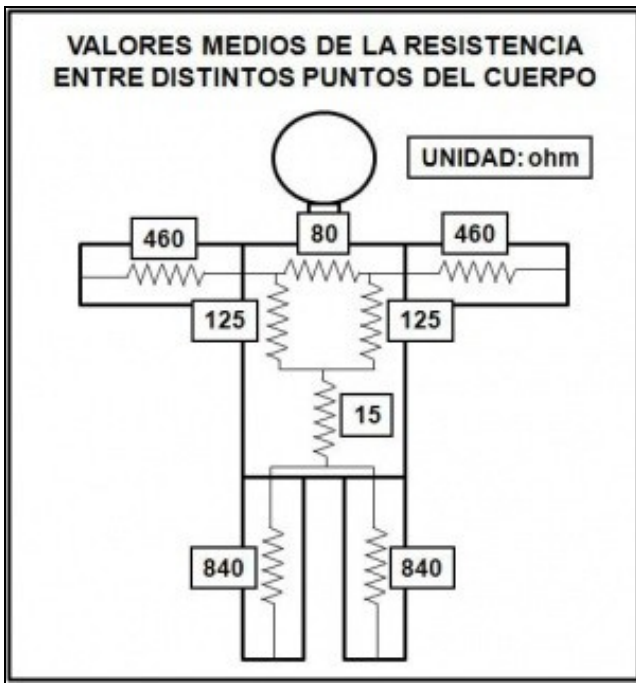 VALORES MEDIOS DE LA RESISTENCIA
ENTRE DISTINTOS PUNTOS DEL CUERPO
UNIDAD: ohm
460
80
460
125
125
15
840
840